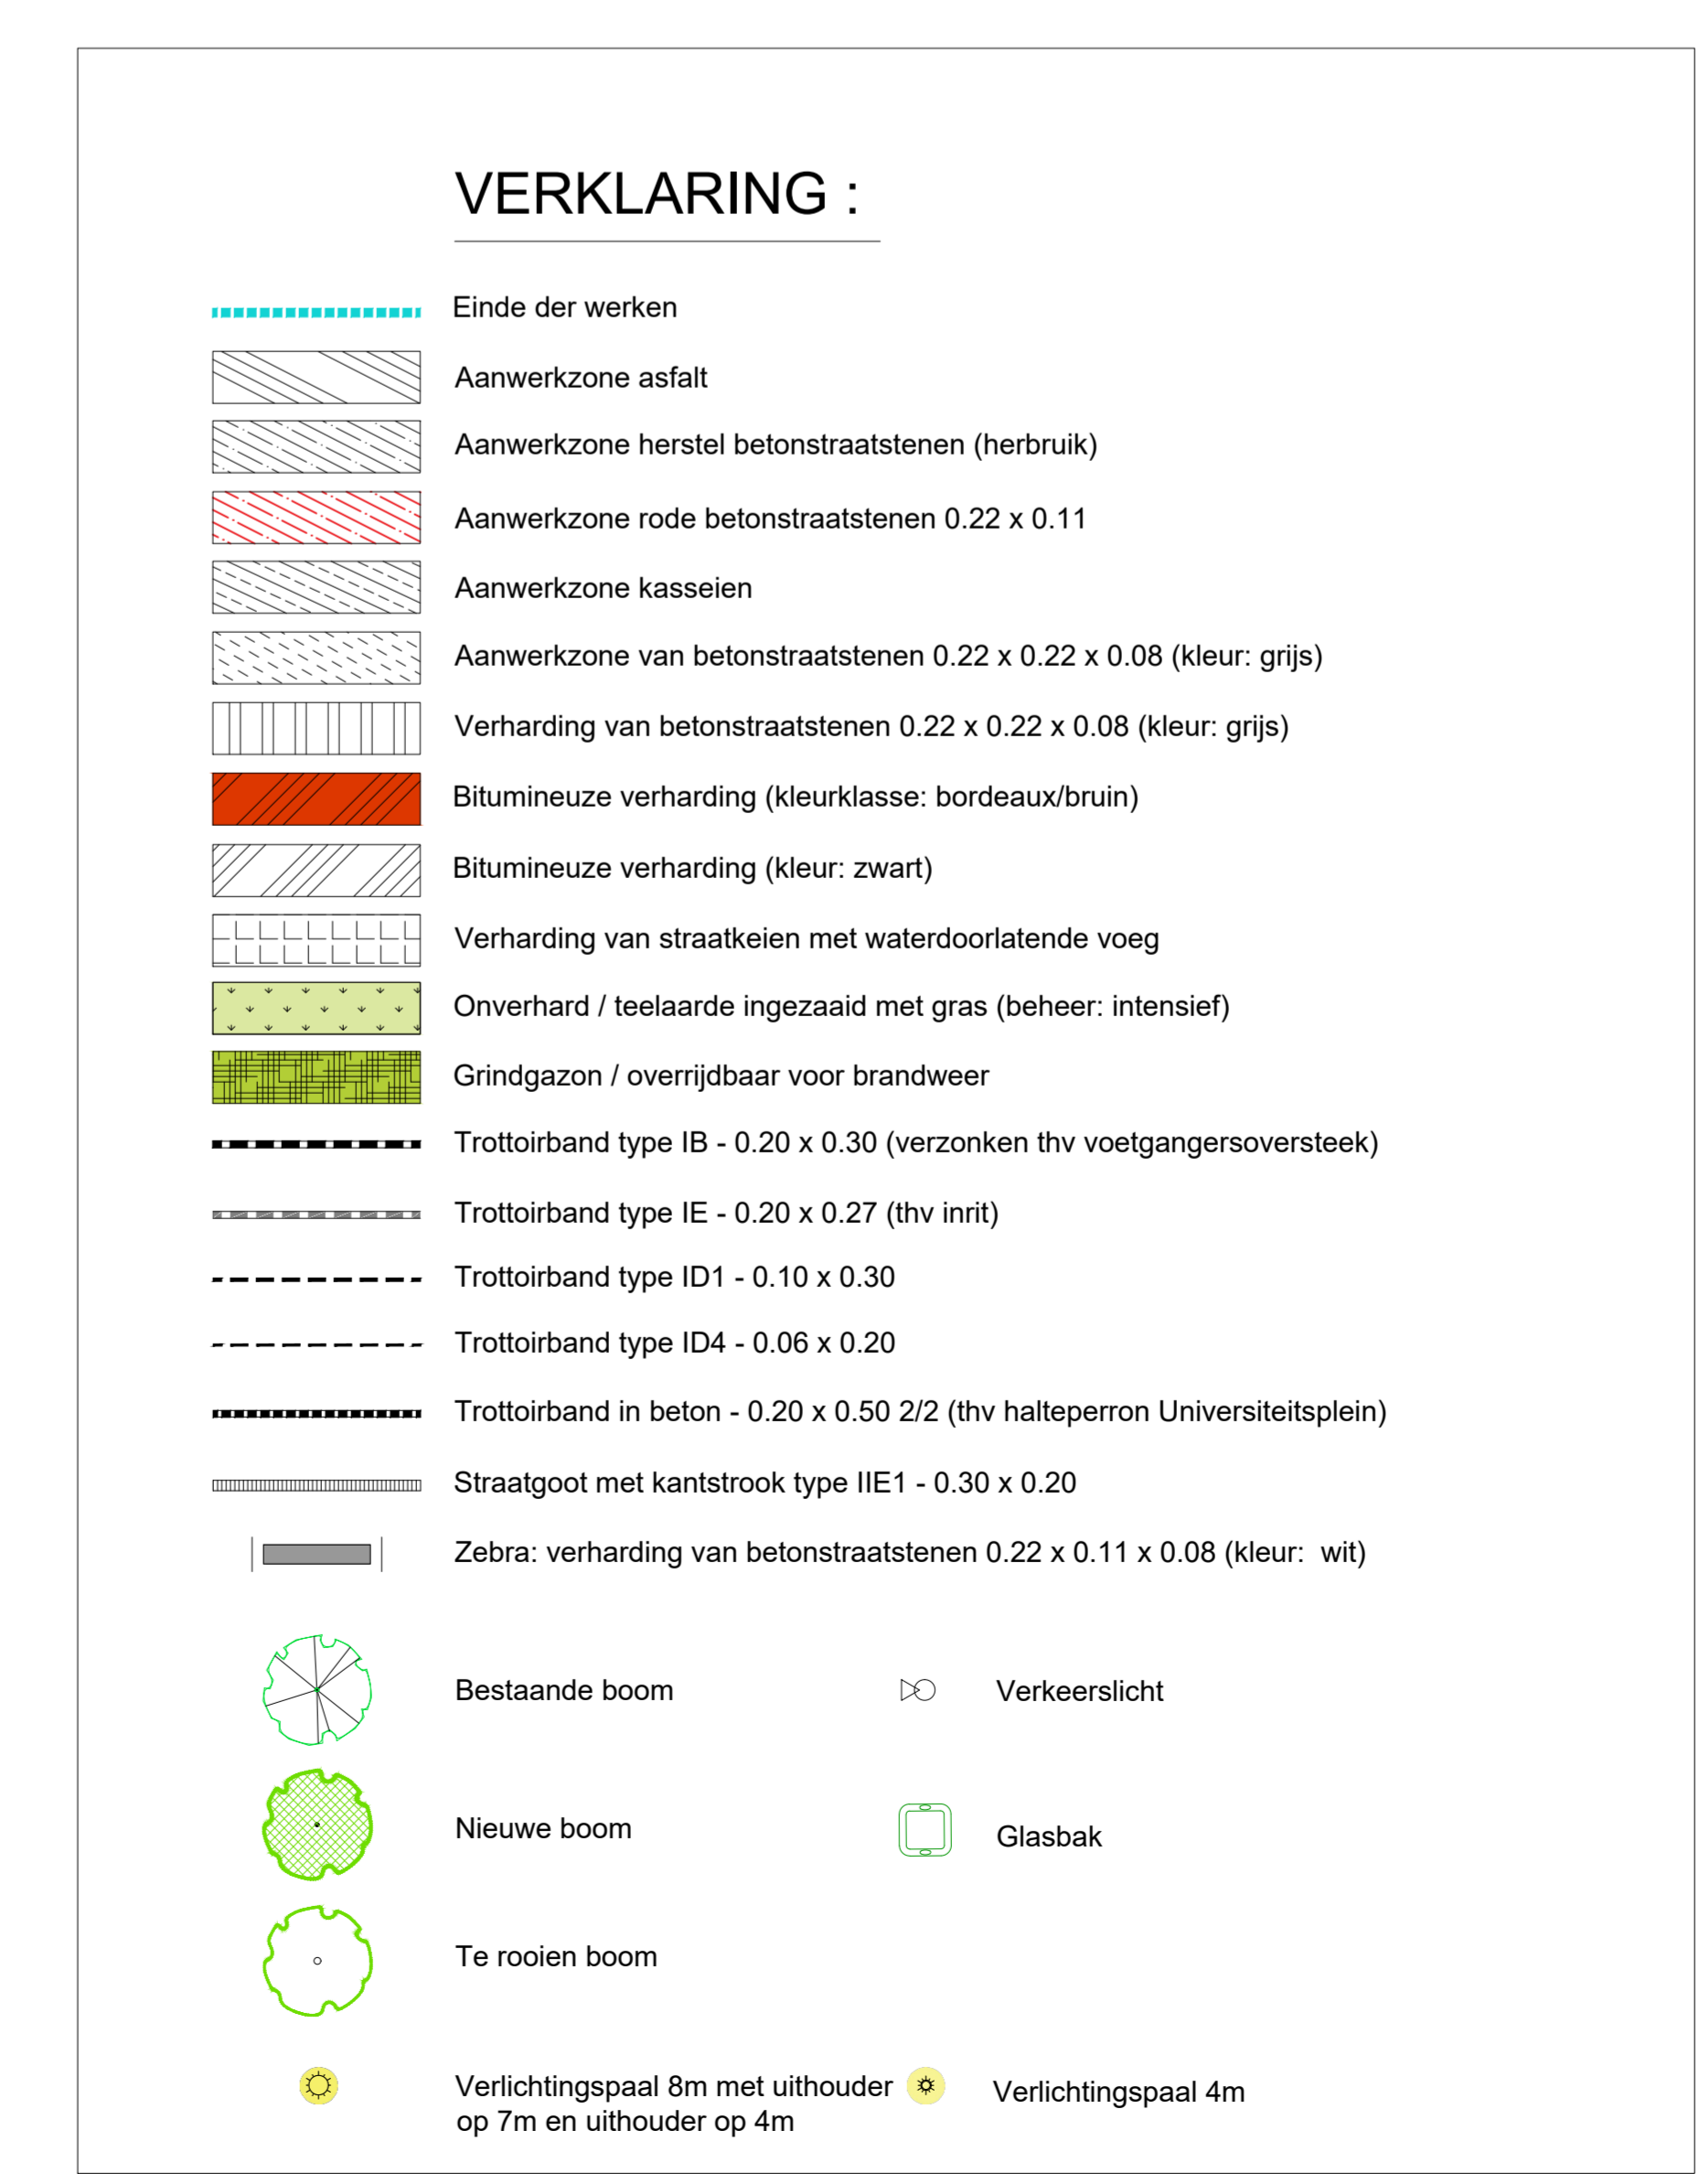 VERKLARING :
Einde der werken
Aanwerkzone asfalt
Aanwerkzone herstel betonstraatstenen (herbruik)
Aanwerkzone rode betonstraatstenen 0.22 x 0.11
Aanwerkzone kasseien
Aanwerkzone van betonstraatstenen 0.22 x 0.22 x 0.08 (kleur: grijs)
Verharding van betonstraatstenen 0.22 x 0.22 x 0.08 (kleur: grijs)
Bitumineuze verharding (kleurklasse: bordeaux/bruin)
Bitumineuze verharding (kleur: zwart)
Verharding van straatkeien met waterdoorlatende voeg
Onverhard / teelaarde ingezaaid met gras (beheer: intensief)
Grindgazon / overrijdbaar voor brandweer
Trottoirband type IB - 0.20 x 0.30 (verzonken thv voetgangersoversteek)
Trottoirband type IE - 0.20 x 0.27 (thv inrit)
Trottoirband type ID1 - 0.10 x 0.30
Trottoirband type ID4 - 0.06 x 0.20
Trottoirband in beton - 0.20 x 0.50 2/2 (thv halteperron Universiteitsplein)
Straatgoot met kantstrook type IIE1 - 0.30 x 0.20
Zebra: verharding van betonstraatstenen 0.22 x 0.11 x 0.08 (kleur:  wit)
Bestaande boom
Verkeerslicht
Nieuwe boom
Glasbak
Te rooien boom
Verlichtingspaal 8m met uithouder
op 7m en uithouder op 4m
Verlichtingspaal 4m